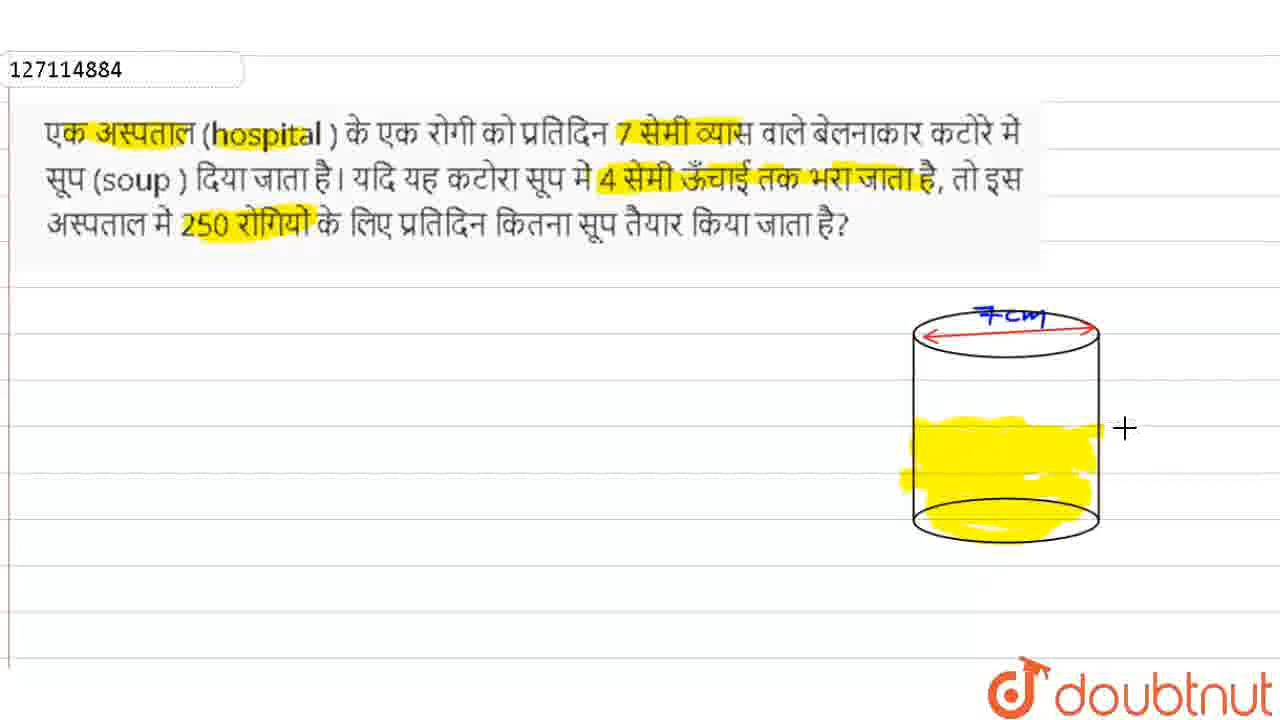 127114884
एक अस्पताल (hospital ) के एक रोगी को प्रतिदिन 7 सेमी व्यास वाले बेलनाकार कटोरे में
सूप (soup ) दिया जाता है। यदि यह कटोरा सूप में 4 सेमी ऊँचाई तक भरा जाता है, तो इस
अस्पताल में 250 रोगियों के लिए प्रतिदिन कितना सूप तैयार किया जाता है?
7cm
doubtnut